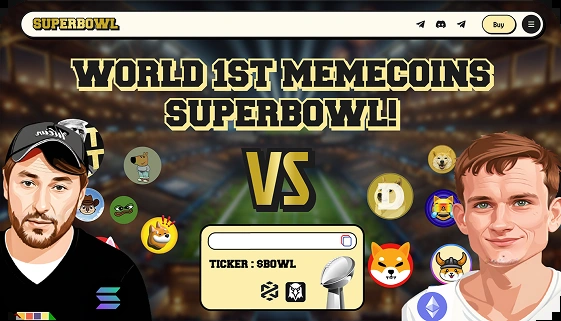 SUPERBOWL
Buy
WORLD 1ST MEMECOINS
SUPERBOWL!
VS
TICKER : $BOWL